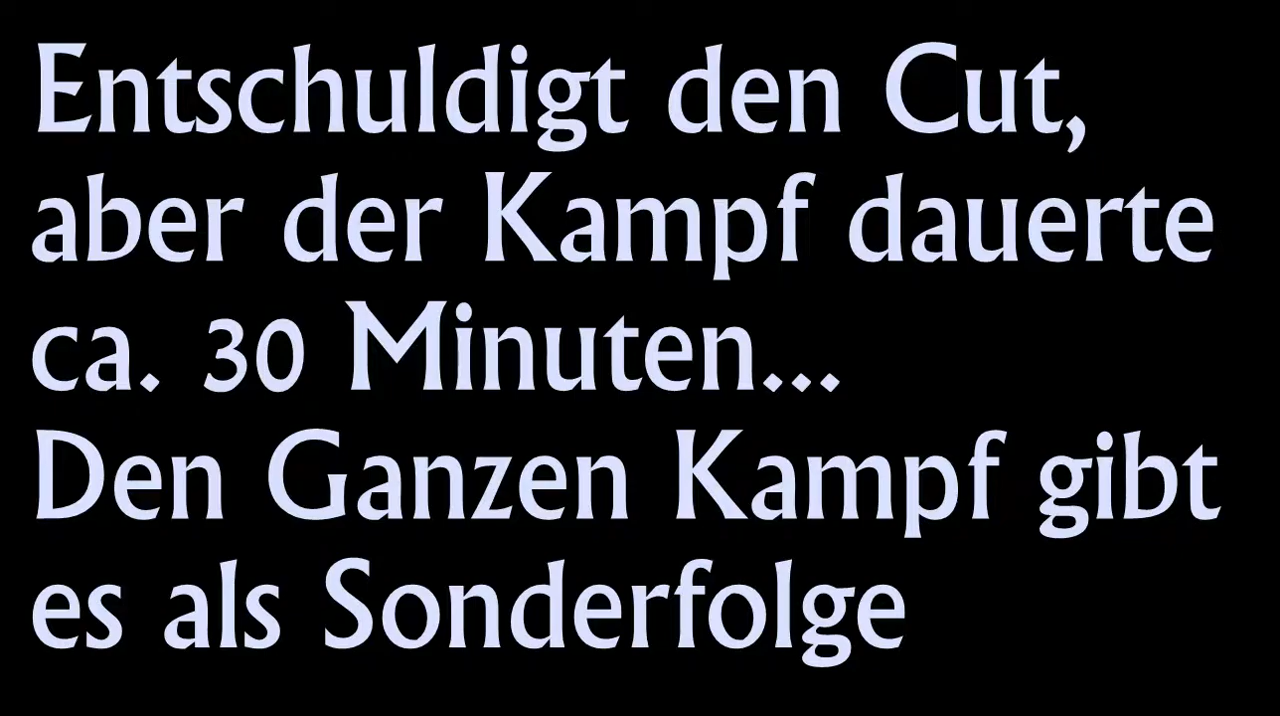 Entschuldigt den Cut,
aber der Kampf dauerte
ca. 30 Minuten...
Den Ganzen Kampf gibt
es als Sonderfolge